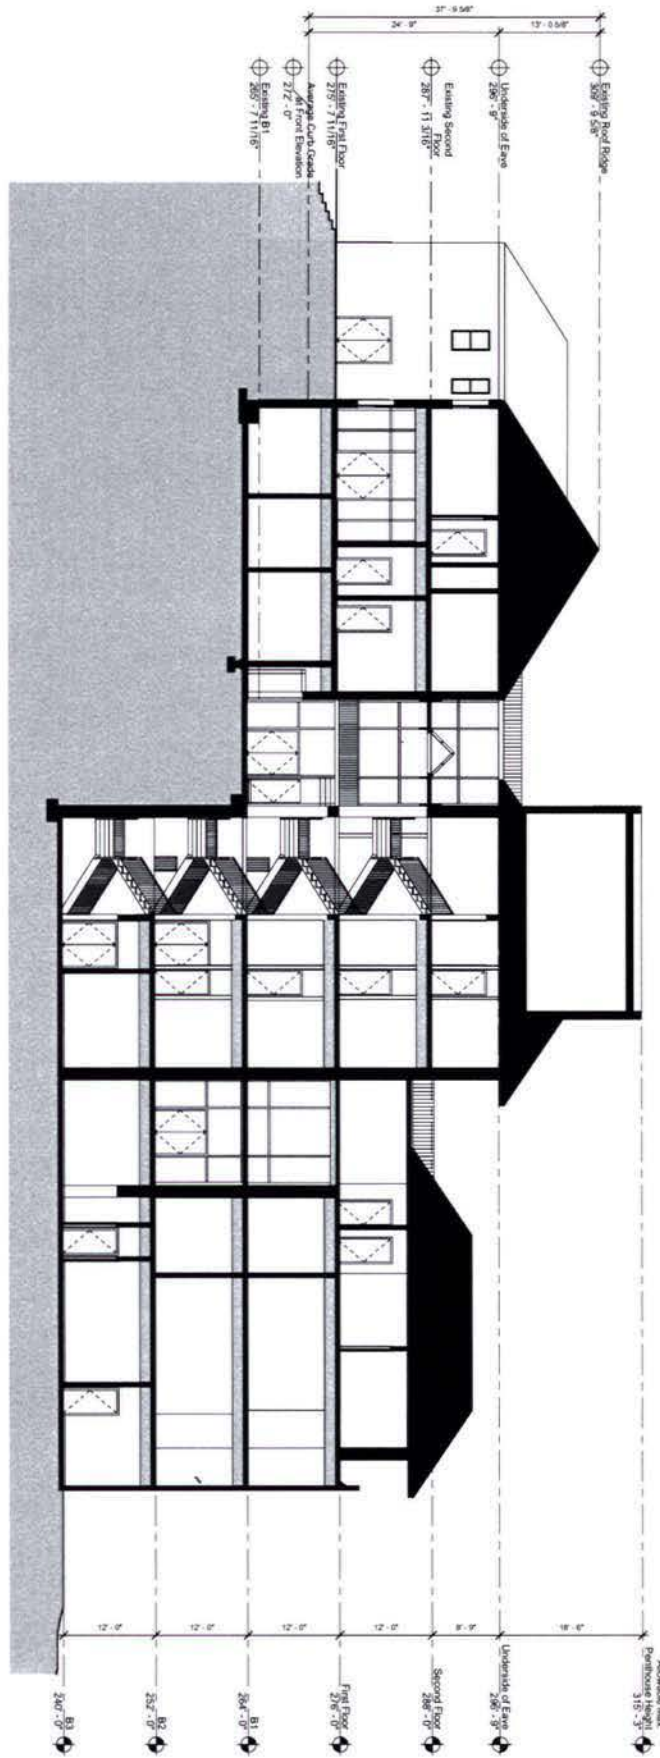 37' - 9 5/8"
24' - 9"
13' - 0 5/8"
Existing Roof Ridge
309' - 9 5/8"
Underside of Eave
296' - 9"
Existing Second
Floor
287' - 11 3/16"
Existing First Floor
275' - 7 11/16"
Average Curb Grade
at Front Elevation
272' - 0"
Existing B1
265' - 7 11/16"
18' - 6"
8' - 9"
12' - 0"
12' - 0"
12' - 0"
12' - 0"
Penthouse Height
315' - 3"
Underside of Eave
296' - 9"
Second Floor
288' - 0"
First Floor
276' - 0"
B1
264' - 0"
B2
252' - 0"
B3
240' - 0"